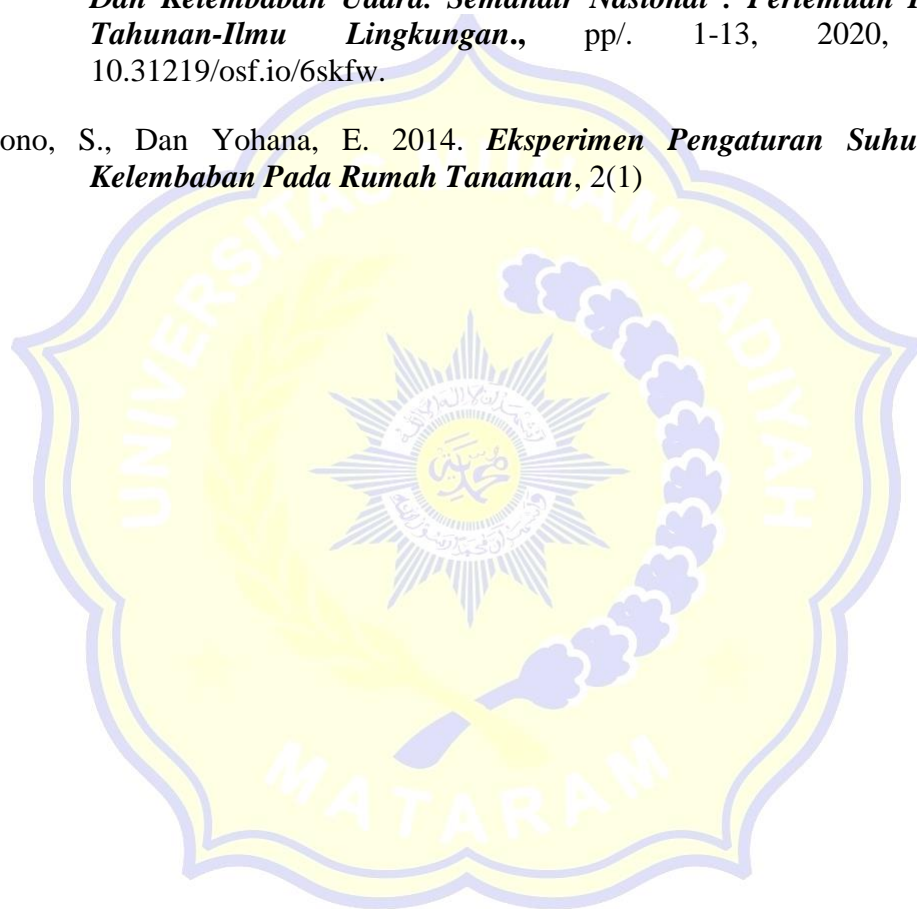 Dan Kelembaban Udara. Nasional : Pertemuan
Tahunan-Ilmu Lingkungan., pp/. 1-13, 2020,
10.31219/osf.io/6skfw.
ono, S., Dan Yohana, E. 2014. Eksperimen Pengaturan Suhu
Kelembaban Pada Rumah Tanaman, 2(1)
UNIVERSITAS MUHAMMADIYAH
MATARAM